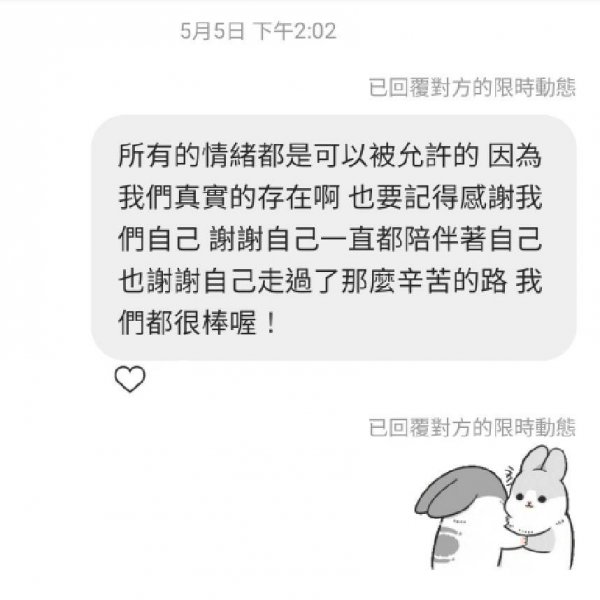 5月5日 下午2:02
已回覆對方的限時動態
所有的情緒都是可以被允許的 因為
我們真實的存在啊 也要記得感謝我
們自己 謝謝自己一直都陪伴著自己
也謝謝自己走過了那麼辛苦的路 我
們都很棒喔！
已回覆對方的限時動態